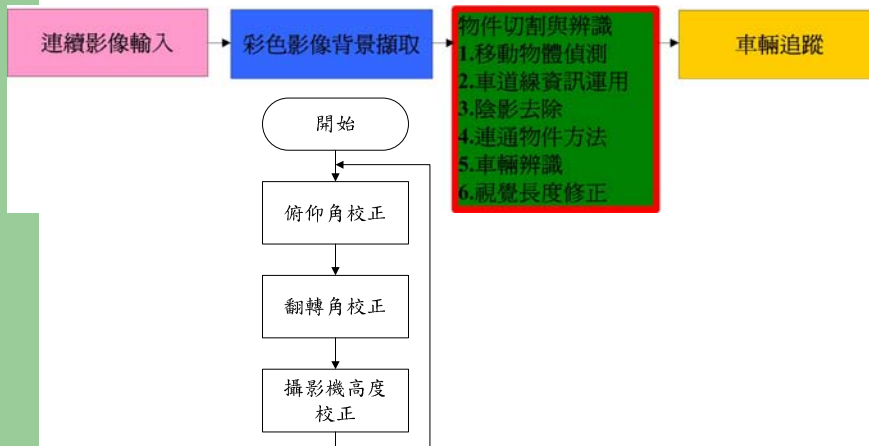 連續影像輸入
彩色影像背景擷取
物件切割與辨識
1.移動物體偵測
2.車道線資訊運用
3.陰影去除
4.連通物件方法
5.車輛辨識
6.視覺長度修正
車輛追蹤
開始
俯仰角校正
翻轉角校正
攝影機高度
校正